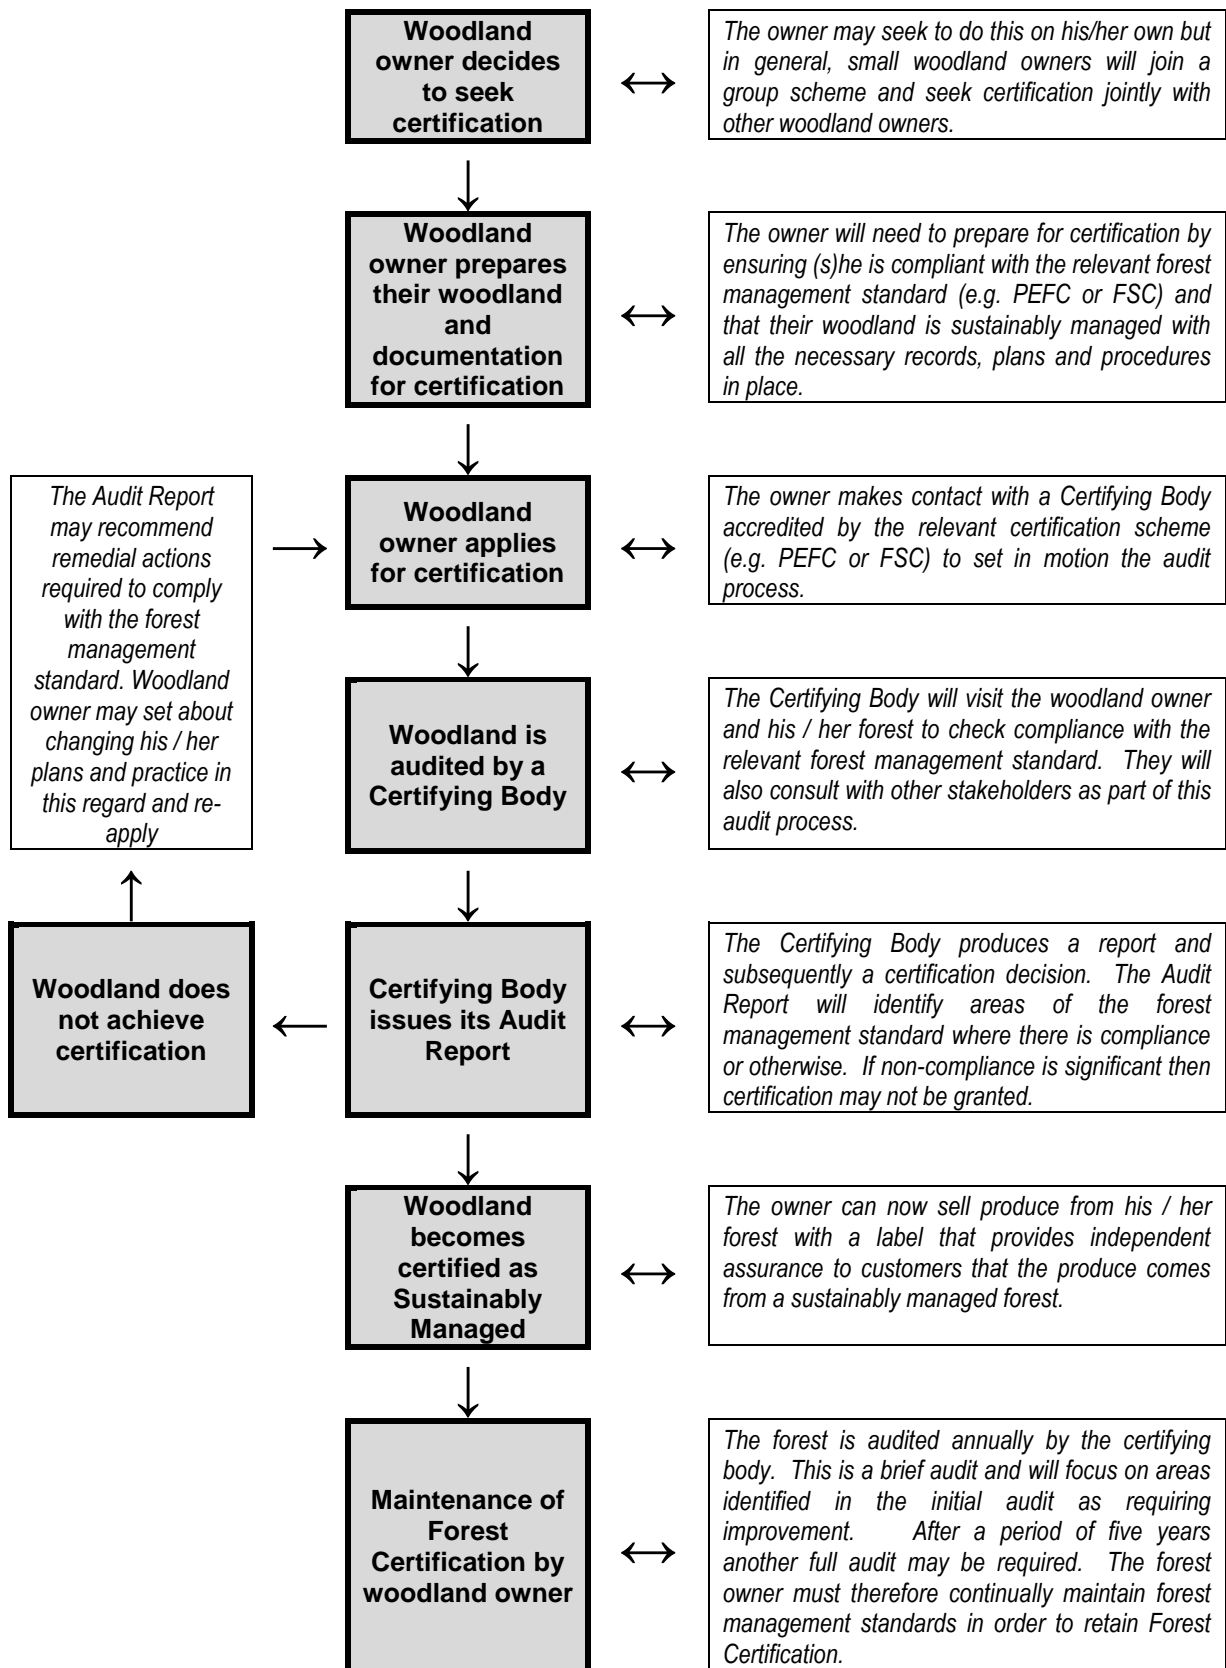 Woodland
owner decides
to seek
certification
The owner may seek to do this on his/her own but
in general, small woodland owners will join a
group scheme and seek certification jointly with
other woodland owners.
Woodland
owner prepares
their woodland
and
documentation
for certification
The owner will need to prepare for certification by
ensuring (s)he is compliant with the relevant forest
management standard (e.g. PEFC or FSC) and
that their woodland is sustainably managed with
all the necessary records, plans and procedures
in place.
The Audit Report
may recommend
remedial actions
required to comply
with the forest
management
standard. Woodland
owner may set about
changing his / her
plans and practice in
this regard and re-
apply
Woodland
owner applies
for certification
The owner makes contact with a Certifying Body
accredited by the relevant certification scheme
(e.g. PEFC or FSC) to set in motion the audit
process.
Woodland is
audited by a
Certifying Body
The Certifying Body will visit the woodland owner
and his / her forest to check compliance with the
relevant forest management standard. They will
also consult with other stakeholders as part of this
audit process.
Woodland does
not achieve
certification
Certifying Body
issues its Audit
Report
The Certifying Body produces a report and
subsequently a certification decision. The Audit
Report will identify areas of the forest
management standard where there is compliance
or otherwise. If non-compliance is significant then
certification may not be granted.
Woodland
becomes
certified as
Sustainably
Managed
The owner can now sell produce from his / her
forest with a label that provides independent
assurance to customers that the produce comes
from a sustainably managed forest.
Maintenance of
Forest
Certification by
woodland owner
The forest is audited annually by the certifying
body. This is a brief audit and will focus on areas
identified in the initial audit as requiring
improvement. After a period of five years
another full audit may be required. The forest
owner must therefore continually maintain forest
management standards in order to retain Forest
Certification.